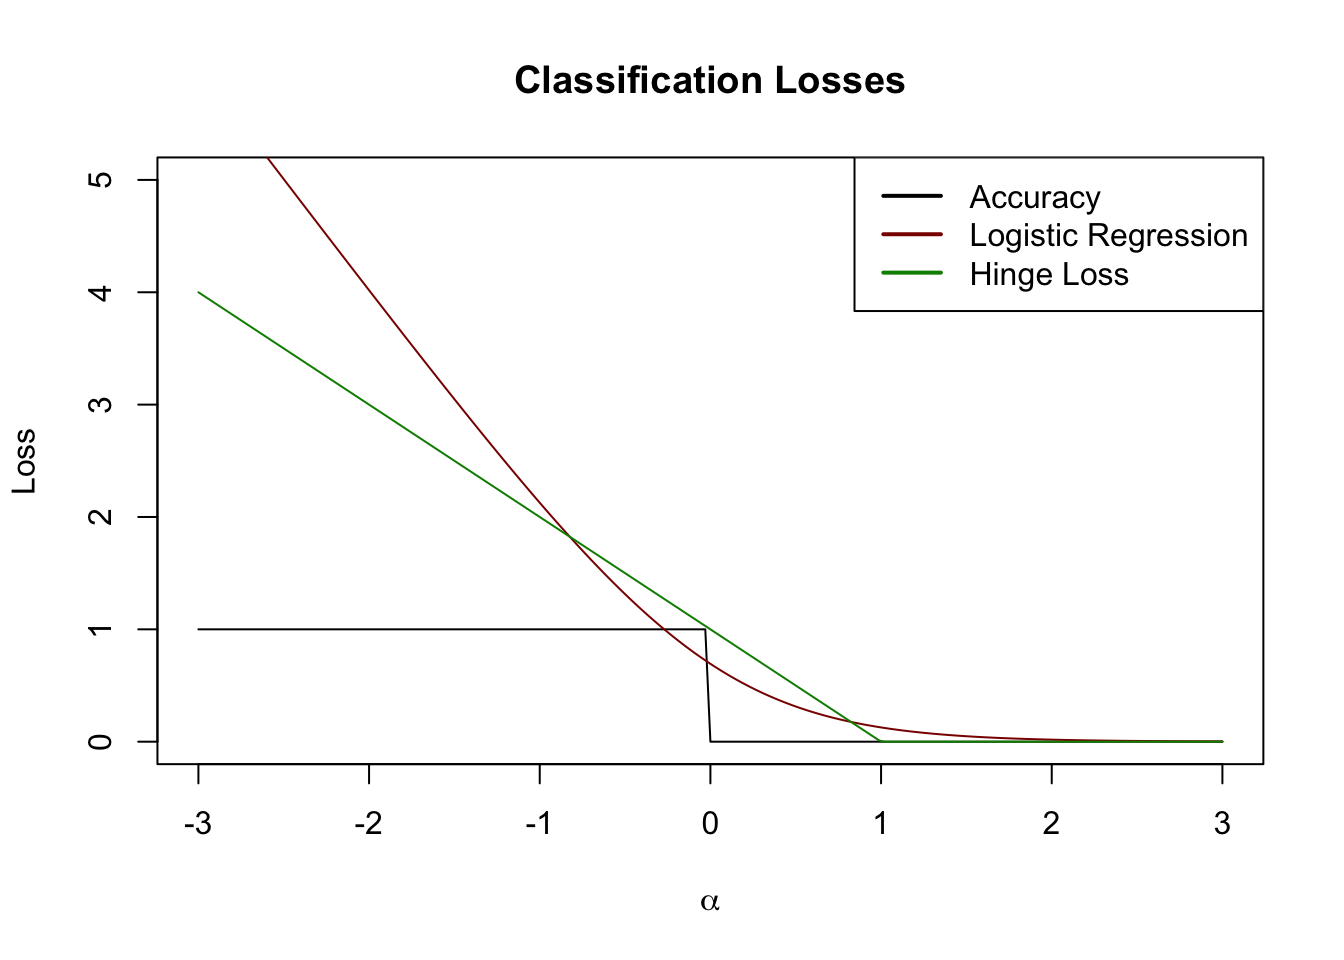 Classification Losses
Accuracy
Logistic Regression
Hinge Loss
5
4
3
2
1
0
Loss
-3 -2 -1 0 1 2 3
α